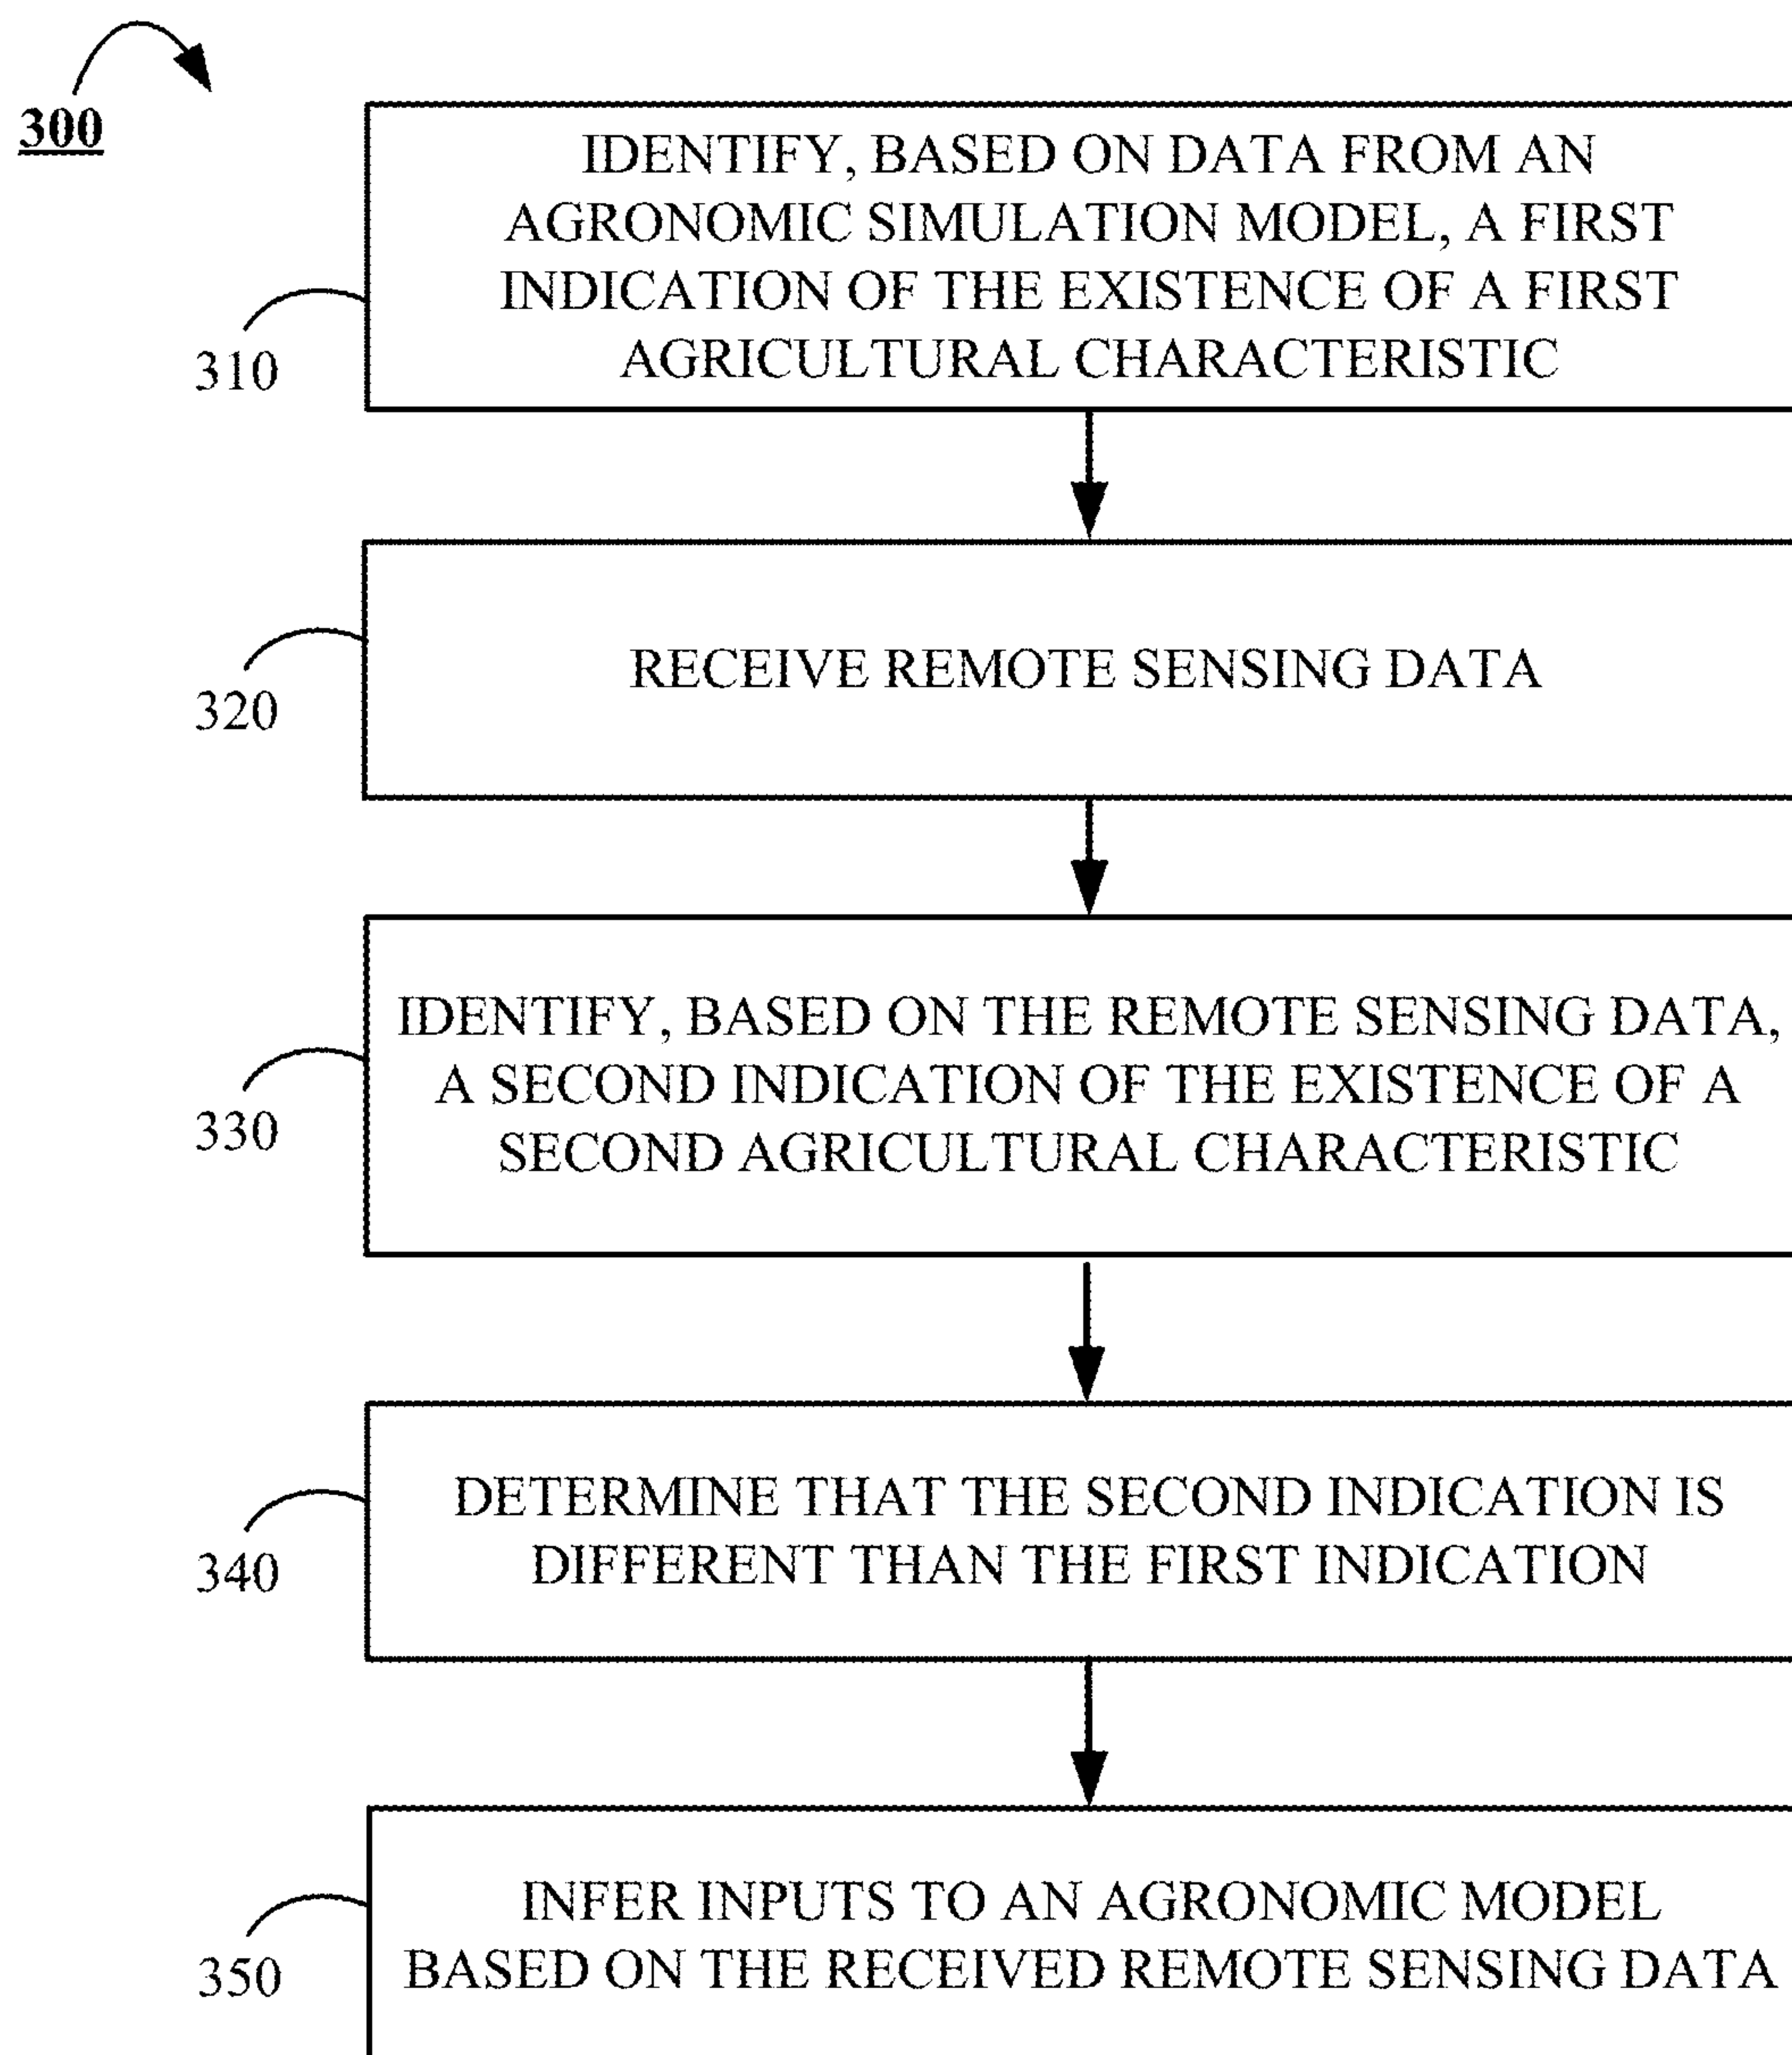 300
IDENTIFY, BASED ON DATA FROM AN
AGRONOMIC SIMULATION MODEL, A FIRST
INDICATION OF THE EXISTENCE OF A FIRST
AGRICULTURAL CHARACTERISTIC
310
RECEIVE REMOTE SENSING DATA
320
IDENTIFY, BASED ON THE REMOTE SENSING DATA,
A SECOND INDICATION OF THE EXISTENCE OF A
SECOND AGRICULTURAL CHARACTERISTIC
330
DETERMINE THAT THE SECOND INDICATION IS
DIFFERENT THAN THE FIRST INDICATION
340
INFER INPUTS TO AN AGRONOMIC MODEL
BASED ON THE RECEIVED REMOTE SENSING DATA
350